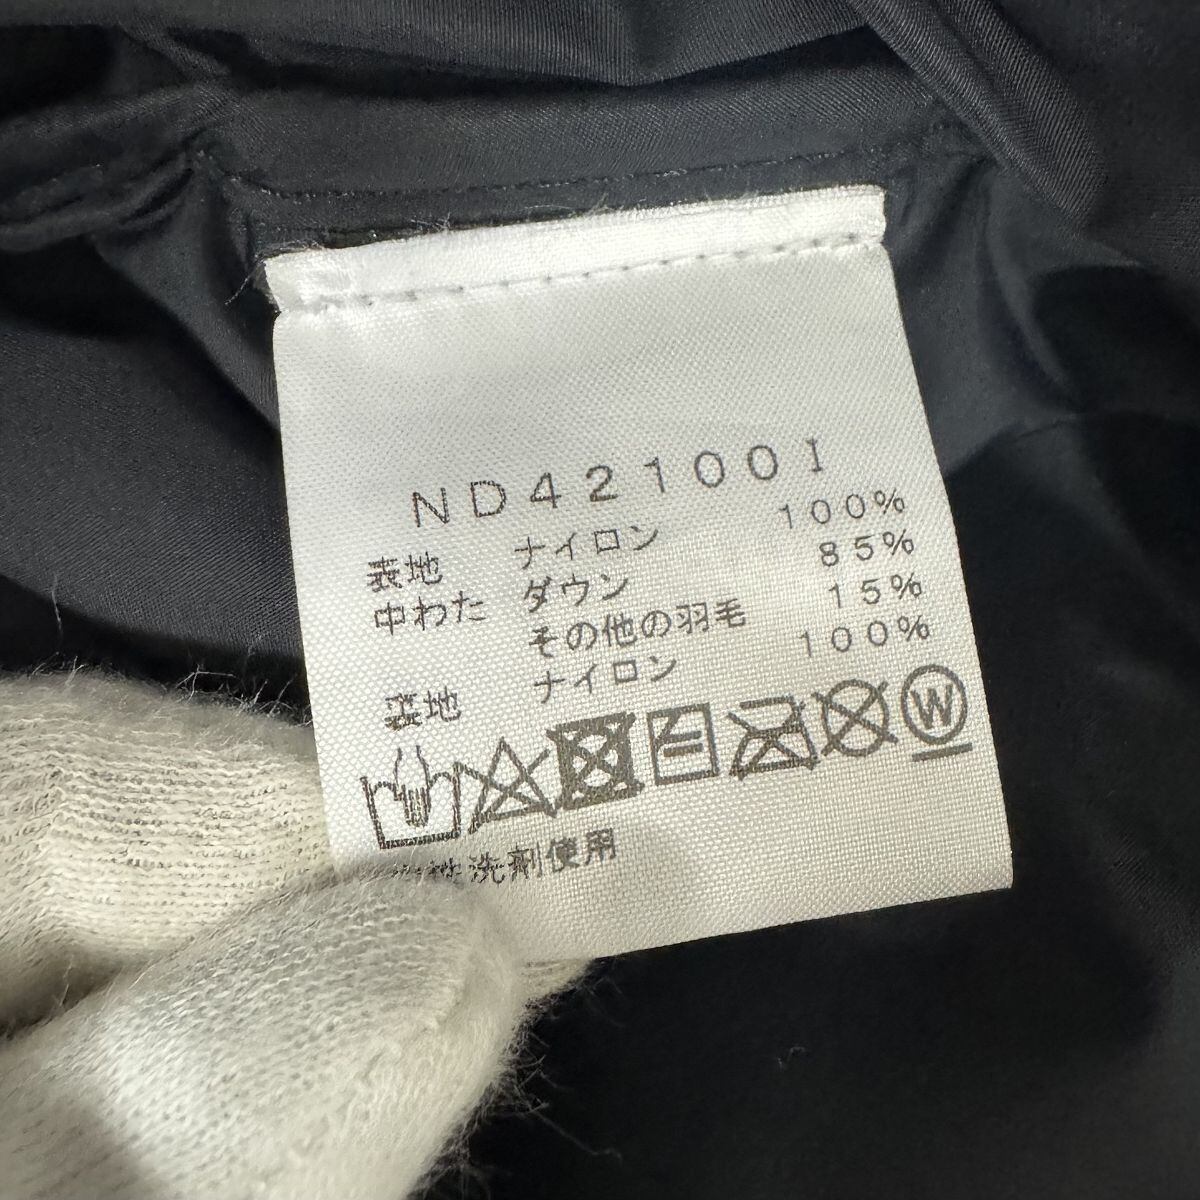 ND42100I
表地 ナイロン 100%
中わた ダウン 85%
その他の羽毛 15%
裏地 ナイロン 100%
W
洗剤使用